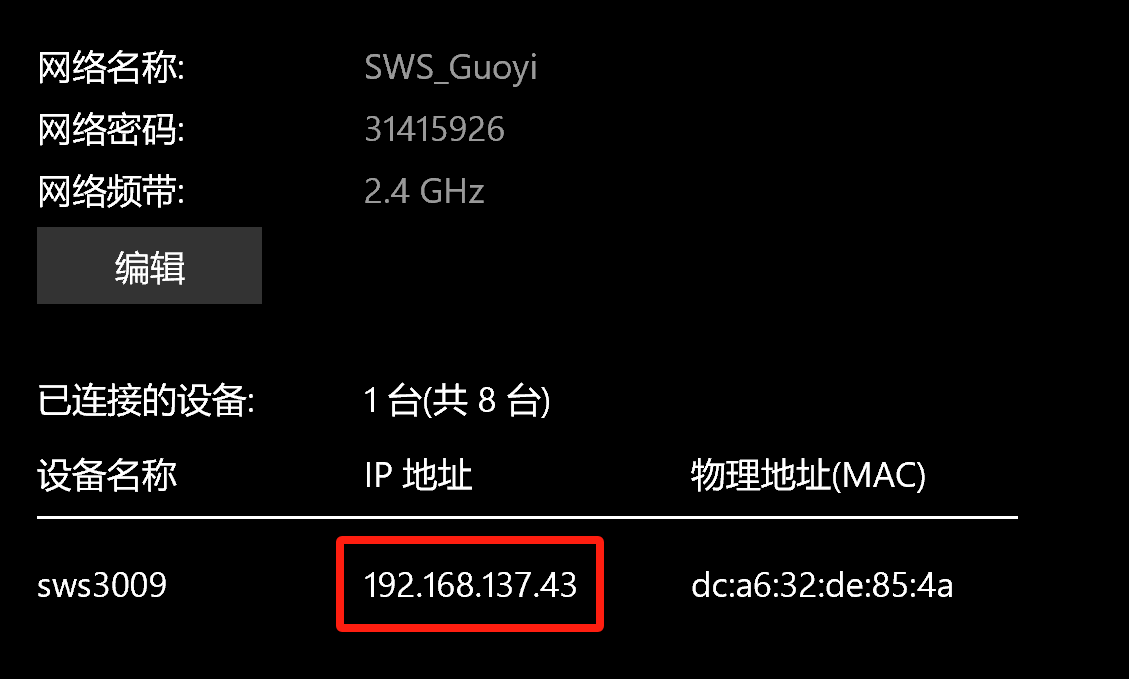 网络名称: SWS_Guoyi
网络密码: 31415926
网络频带: 2.4 GHz
编辑
已连接的设备: 1 台(共 8 台)
设备名称 IP 地址 物理地址(MAC)
sws3009 192.168.137.43 dc:a6:32:de:85:4a